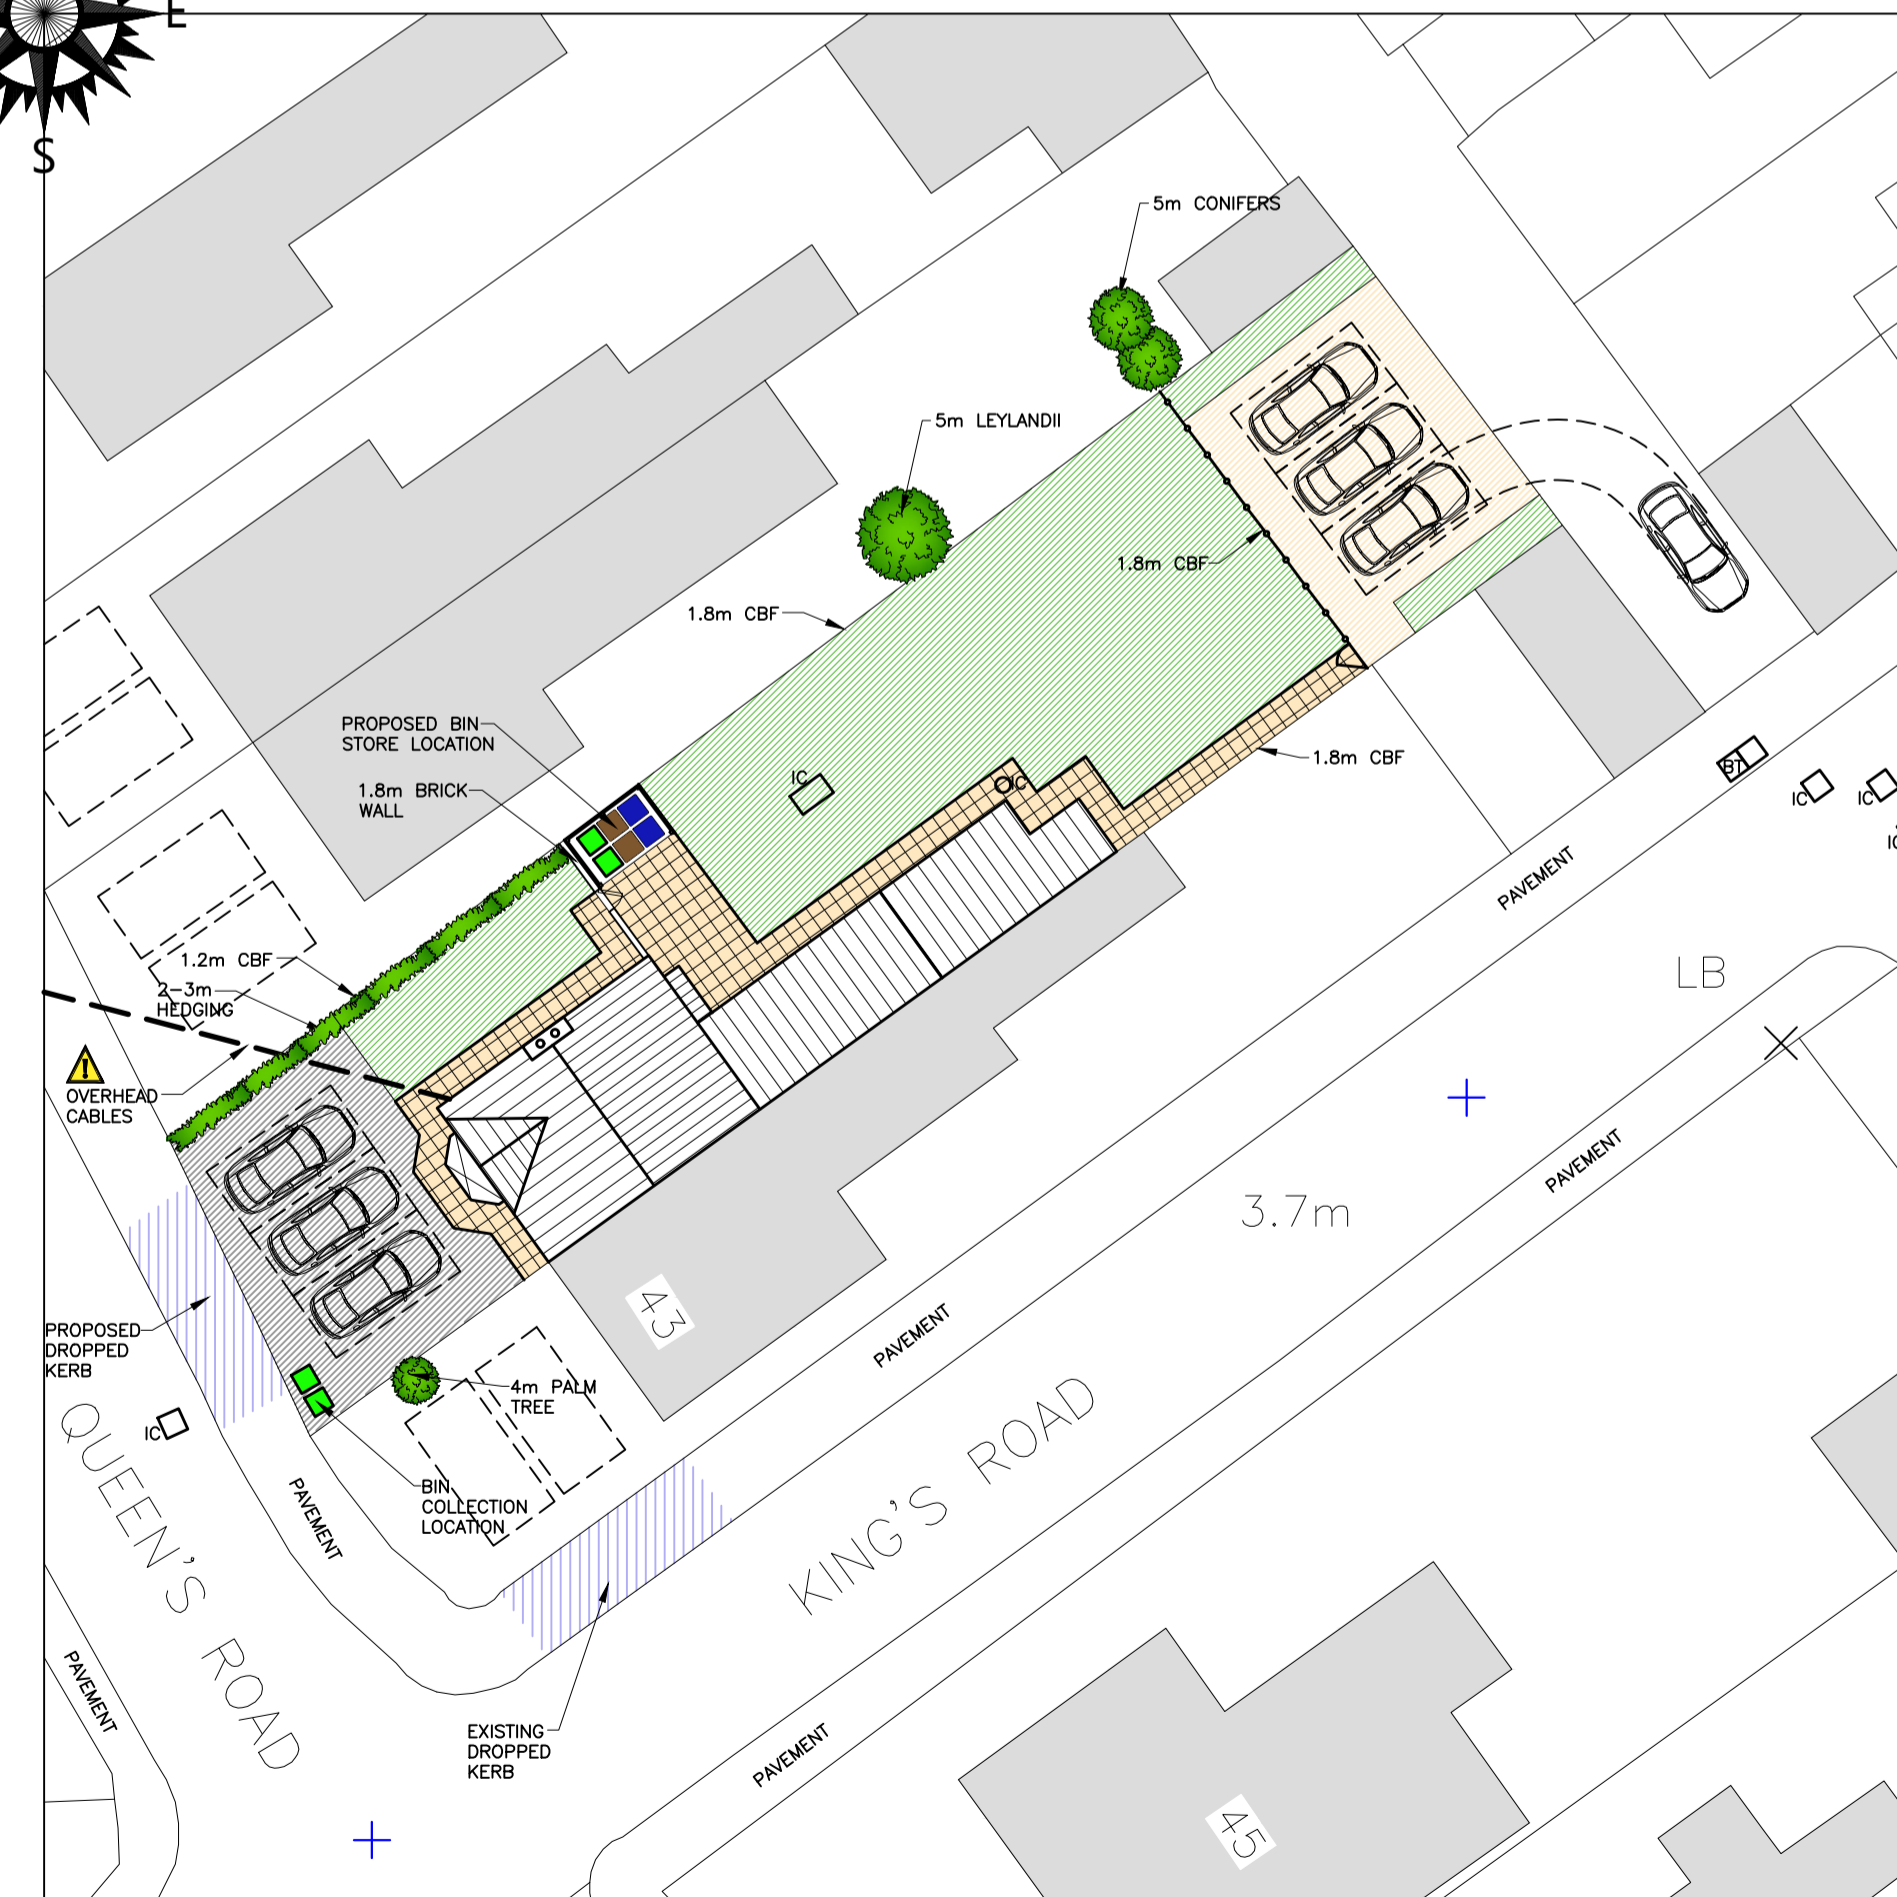 E
S
5m CONIFERS
5m LEYLANDII
1.8m CBF
1.8m CBF
PROPOSED BIN
STORE LOCATION
1.8m BRICK
WALL
IC
IC
1.8m CBF
BT
IC
IC
IC
PAVEMENT
1.2m CBF
2-3m
HEDGING
LB
OVERHEAD
CABLES
3.7m
PAVEMENT
43
PAVEMENT
PROPOSED
DROPPED
KERB
4m PALM
TREE
IC
QUEEN'S ROAD
PAVEMENT
BIN
COLLECTION
LOCATION
KING'S ROAD
PAVEMENT
EXISTING
DROPPED
KERB
PAVEMENT
45